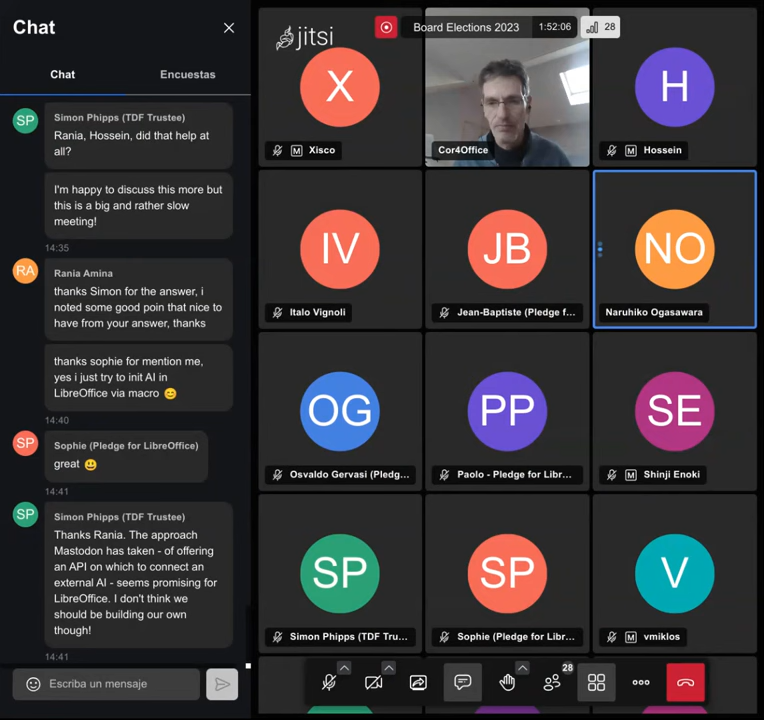 Chat
Chat
Encuestas
SP
Simon Phipps (TDF Trustee)
Rania, Hossein, did that help at
all?
I'm happy to discuss this more but
this is a big and rather slow
meeting!
14:35
RA
Rania Amina
thanks Simon for the answer, i
noted some good poin that nice to
have from your answer, thanks
thanks sophie for mention me,
yes i just try to init AI in
LibreOffice via macro 😊
14:40
SP
Sophie (Pledge for LibreOffice)
great 😃
14:41
SP
Simon Phipps (TDF Trustee)
Thanks Rania. The approach
Mastodon has taken - of offering
an API on which to connect an
external AI - seems promising for
LibreOffice. I don't think we
should be building our own
though!
14:41
Escriba un mensaje
jitsi
Board Elections 2023
1:52:06
28
X
M
Xisco
Cor4Office
H
M
Hossein
IV
Italo Vignoli
JB
Jean-Baptiste (Pledge f...
NO
Naruhiko Ogasawara
OG
Osvaldo Gervasi (Pledg...
PP
Paolo - Pledge for Libr...
SE
M
Shinji Enoki
SP
Simon Phipps (TDF Tru...
SP
Sophie (Pledge for Libr...
V
M
vmiklos
28